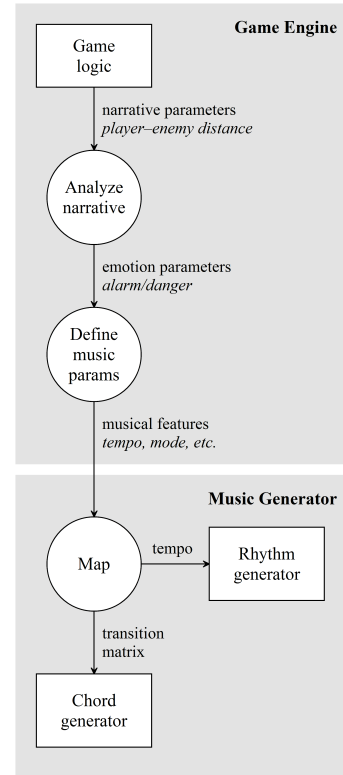 Game Engine
Game
logic
narrative parameters
player–enemy distance
Analyze
narrative
emotion parameters
alarm/danger
Define
music
params
musical features
tempo, mode, etc.
Music Generator
Map
tempo
Rhythm
generator
transition
matrix
Chord
generator